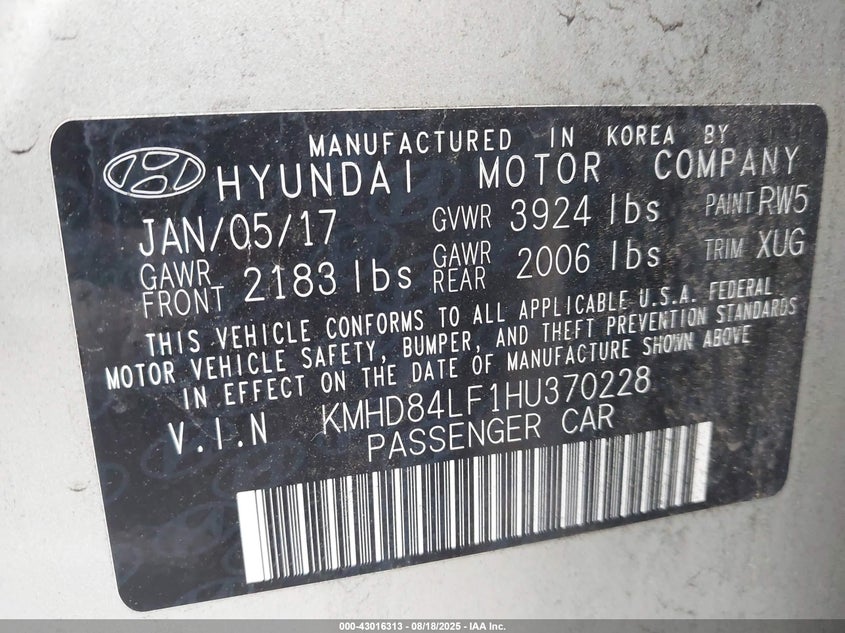 MANUFACTURED IN KOREA BY
HYUNDAI MOTOR COMPANY
JAN/05/17 GVWR 3924 lbs PAINT RW5
GAWR FRONT 2183 lbs GAWR REAR 2006 lbs TRIM XUG
THIS VEHICLE CONFORMS TO ALL APPLICABLE U.S.A. FEDERAL
MOTOR VEHICLE SAFETY, BUMPER, AND THEFT PREVENTION STANDARDS
IN EFFECT ON THE DATE OF MANUFACTURE SHOWN ABOVE
V.I.N KMHD84LF1HU370228
PASSENGER CAR
000-43016313 - 08/18/2025 - IAA Inc.